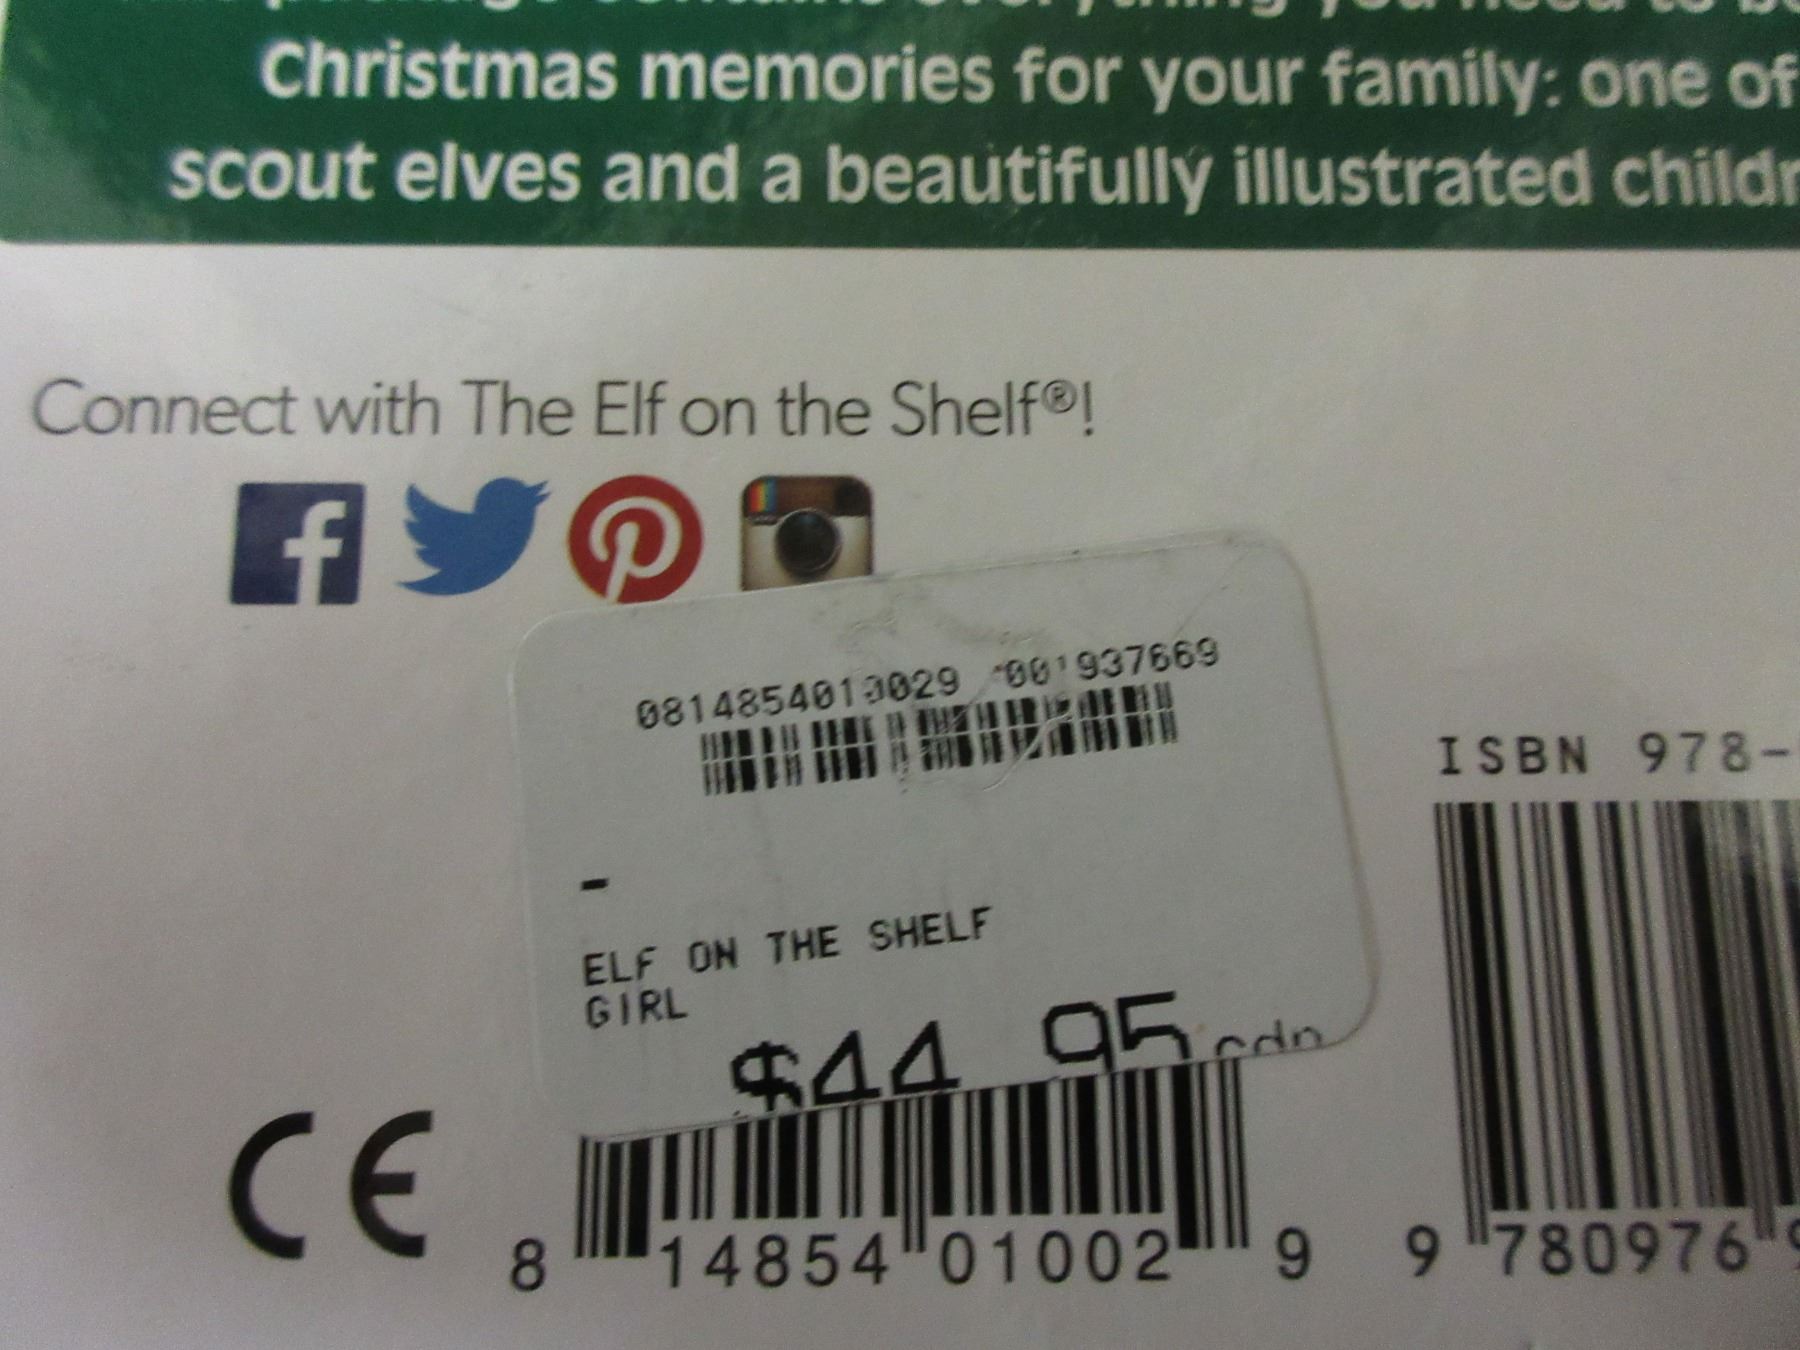 Christmas memories for your family: one of
scout elves and a beautifully illustrated
Connect with The Elf on the Shelf®!
0814854010029 001937669
-
ELF ON THE SHELF
GIRL
$44 95 cdn
ISBN 978-
CE
8 14854 01002 9
9 780976